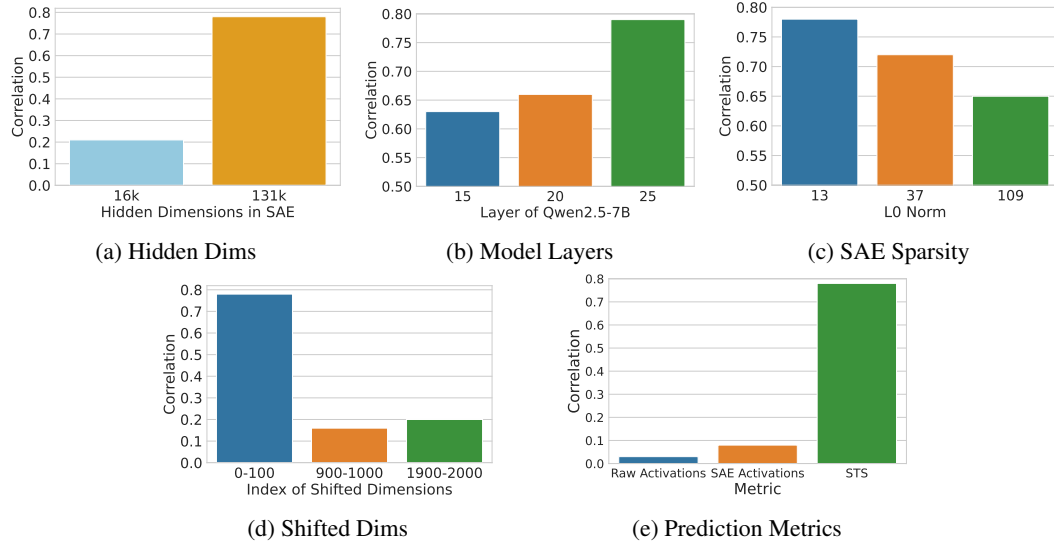 0.8
0.7
0.6
0.5
0.4
0.3
0.2
0.1
0.0
Correlation
16k 131k
Hidden Dimensions in SAE
(a) Hidden Dims
0.80
0.75
0.70
0.65
0.60
0.55
0.50
Correlation
15 20 25
Layer of Qwen2.5-7B
(b) Model Layers
0.80
0.75
0.70
0.65
0.60
0.55
0.50
Correlation
13 37 109
L0 Norm
(c) SAE Sparsity
0.8
0.7
0.6
0.5
0.4
0.3
0.2
0.1
0.0
Correlation
0-100 900-1000 1900-2000
Index of Shifted Dimensions
(d) Shifted Dims
0.8
0.7
0.6
0.5
0.4
0.3
0.2
0.1
0.0
Correlation
Raw Activations SAE Activations STS
Metric
(e) Prediction Metrics